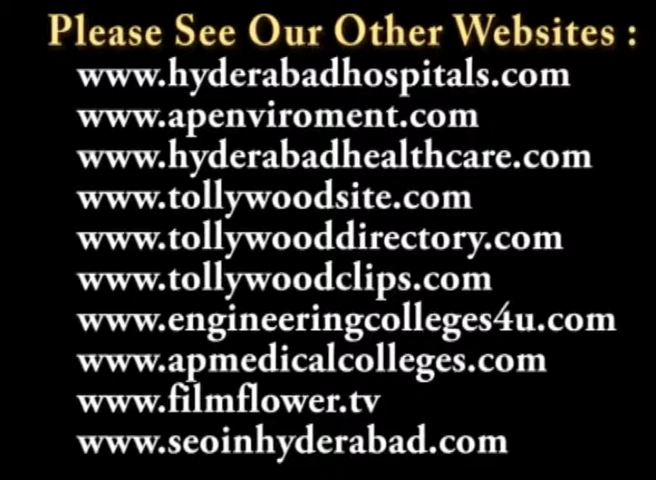 Please See Our Other Websites :
www.hyderabadhospitals.com
www.apenviroment.com
www.hyderabadhealthcare.com
www.tollywoodsite.com
www.tollywooddirectory.com
www.tollywoodclips.com
www.engineeringcolleges4u.com
www.apmedicalcolleges.com
www.filmflower.tv
www.seoinhyderabad.com